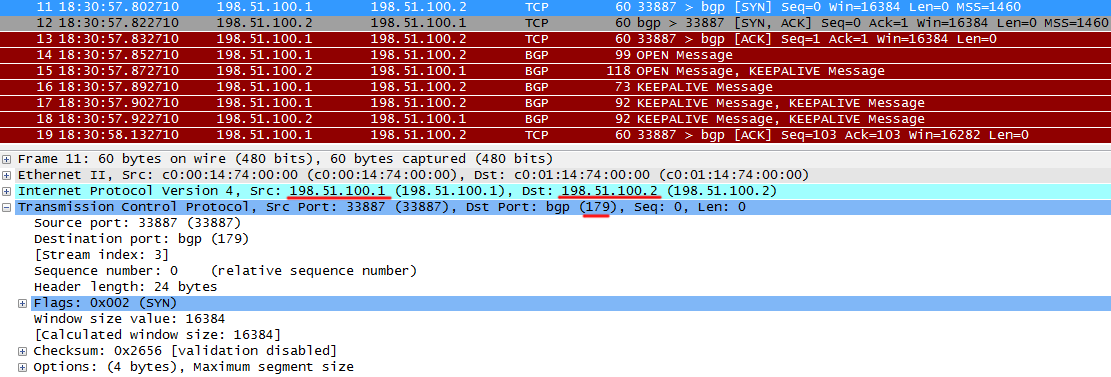 11 18:30:57.802710 198.51.100.1 198.51.100.2 TCP 60 33887 > bgp [SYN] Seq=0 Win=16384 Len=0 MSS=1460
12 18:30:57.822710 198.51.100.2 198.51.100.1 TCP 60 bgp > 33887 [SYN, ACK] Seq=0 Ack=1 Win=16384 Len=0 MSS=1460
13 18:30:57.832710 198.51.100.1 198.51.100.2 TCP 60 33887 > bgp [ACK] Seq=1 Ack=1 Win=16384 Len=0
14 18:30:57.852710 198.51.100.1 198.51.100.2 BGP 99 OPEN Message
15 18:30:57.872710 198.51.100.2 198.51.100.1 BGP 118 OPEN Message, KEEPALIVE Message
16 18:30:57.892710 198.51.100.1 198.51.100.2 BGP 73 KEEPALIVE Message
17 18:30:57.902710 198.51.100.1 198.51.100.2 BGP 92 KEEPALIVE Message, KEEPALIVE Message
18 18:30:57.922710 198.51.100.2 198.51.100.1 BGP 92 KEEPALIVE Message, KEEPALIVE Message
19 18:30:58.132710 198.51.100.1 198.51.100.2 TCP 60 33887 > bgp [ACK] Seq=103 Ack=103 Win=16282 Len=0
Frame 11: 60 bytes on wire (480 bits), 60 bytes captured (480 bits)
Ethernet II, Src: c0:00:14:74:00:00 (c0:00:14:74:00:00), Dst: c0:01:14:74:00:00 (c0:01:14:74:00:00)
Internet Protocol Version 4, Src: 198.51.100.1 (198.51.100.1), Dst: 198.51.100.2 (198.51.100.2)
Transmission Control Protocol, Src Port: 33887 (33887), Dst Port: bgp (179), Seq: 0, Len: 0
Source port: 33887 (33887)
Destination port: bgp (179)
[Stream index: 3]
Sequence number: 0 (relative sequence number)
Header length: 24 bytes
Flags: 0x002 (SYN)
Window size value: 16384
[Calculated window size: 16384]
Checksum: 0x2656 [validation disabled]
Options: (4 bytes), Maximum segment size